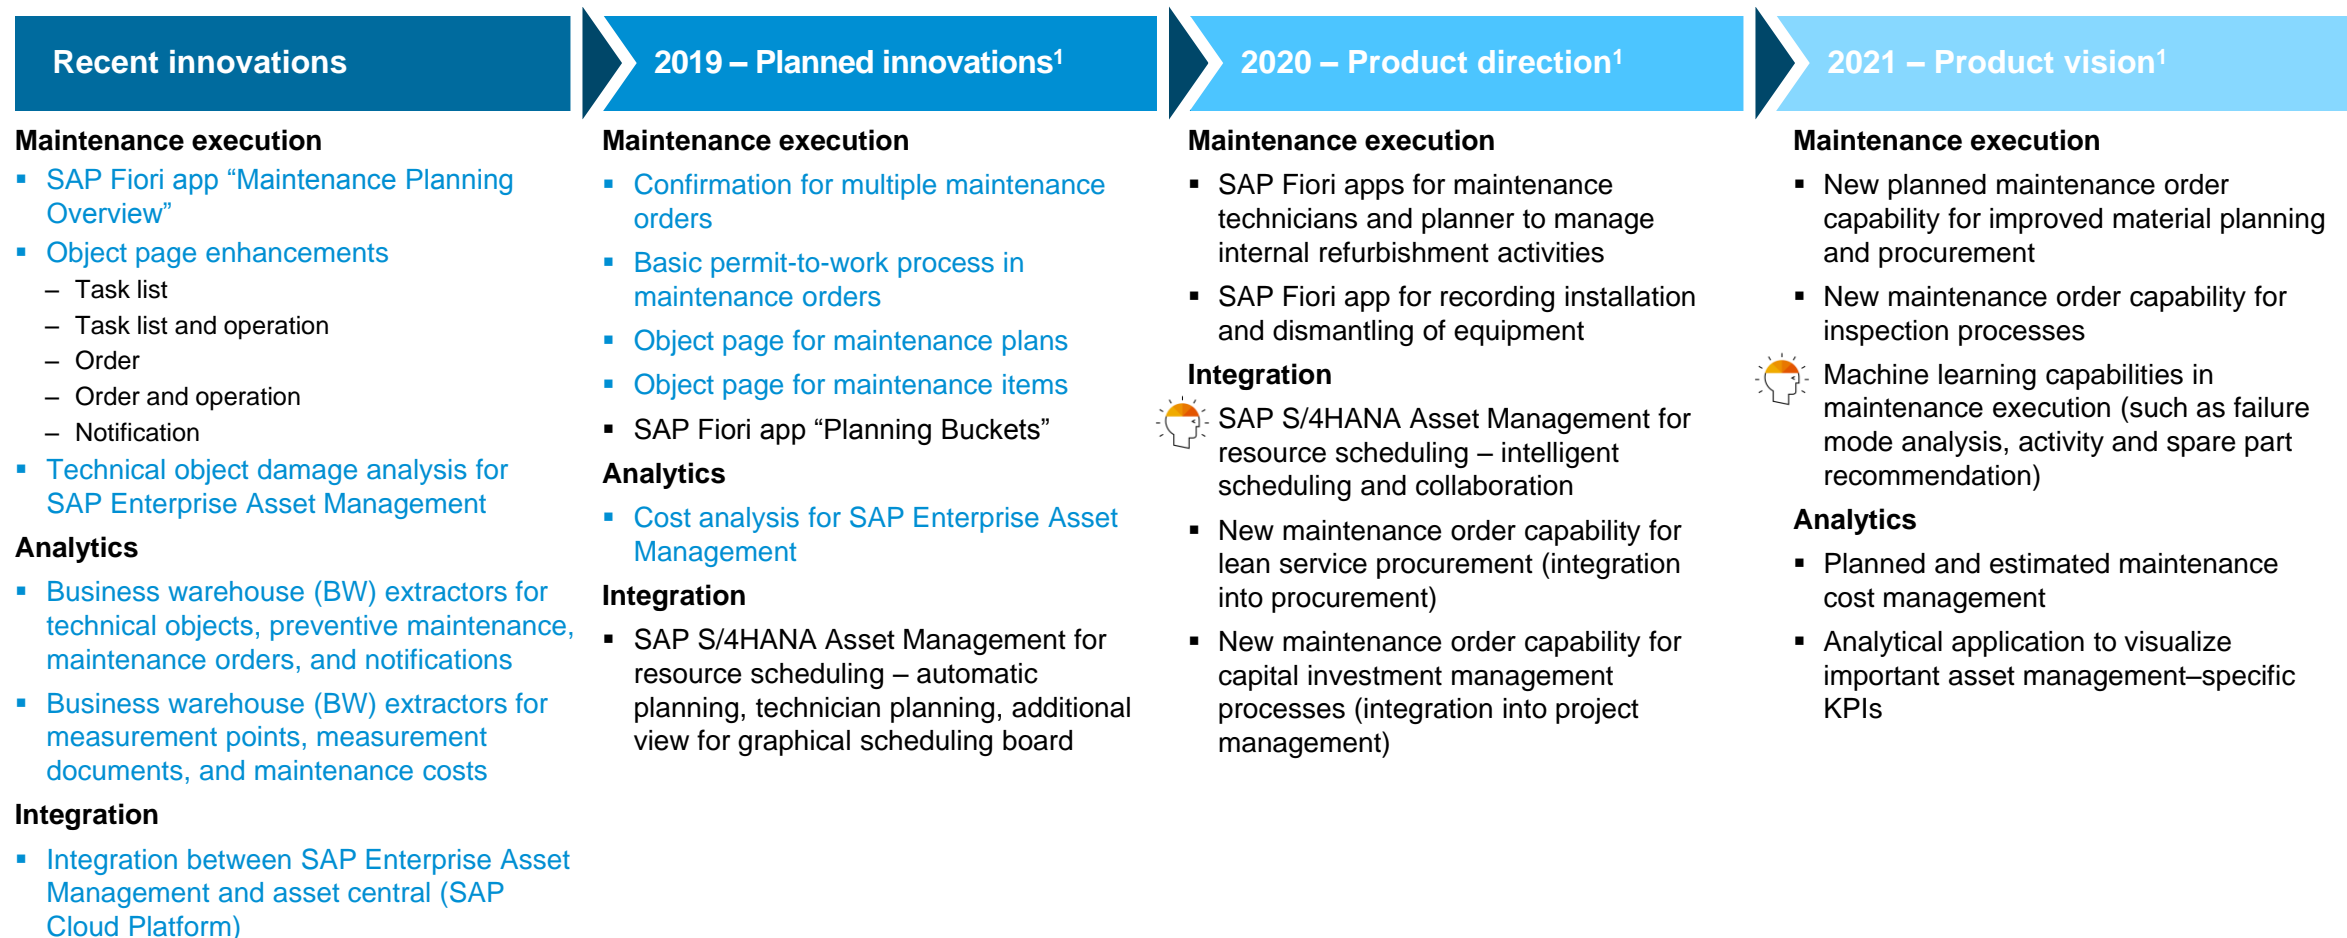 Recent innovations
Maintenance execution
▪ SAP Fiori app “Maintenance Planning
Overview”
▪ Object page enhancements
– Task list
– Task list and operation
– Order
– Order and operation
– Notification
▪ Technical object damage analysis for
SAP Enterprise Asset Management
Analytics
▪ Business warehouse (BW) extractors for
technical objects, preventive maintenance,
maintenance orders, and notifications
▪ Business warehouse (BW) extractors for
measurement points, measurement
documents, and maintenance costs
Integration
▪ Integration between SAP Enterprise Asset
Management and asset central (SAP
Cloud Platform)
2019 – Planned innovations¹
Maintenance execution
▪ Confirmation for multiple maintenance
orders
▪ Basic permit-to-work process in
maintenance orders
▪ Object page for maintenance plans
▪ Object page for maintenance items
▪ SAP Fiori app “Planning Buckets”
Analytics
▪ Cost analysis for SAP Enterprise Asset
Management
Integration
▪ SAP S/4HANA Asset Management for
resource scheduling – automatic
planning, technician planning, additional
view for graphical scheduling board
2020 – Product direction¹
Maintenance execution
▪ SAP Fiori apps for maintenance
technicians and planner to manage
internal refurbishment activities
▪ SAP Fiori app for recording installation
and dismantling of equipment
Integration
SAP S/4HANA Asset Management for
resource scheduling – intelligent
scheduling and collaboration
▪ New maintenance order capability for
lean service procurement (integration
into procurement)
▪ New maintenance order capability for
capital investment management
processes (integration into project
management)
2021 – Product vision¹
Maintenance execution
▪ New planned maintenance order
capability for improved material planning
and procurement
▪ New maintenance order capability for
inspection processes
Machine learning capabilities in
maintenance execution (such as failure
mode analysis, activity and spare part
recommendation)
Analytics
▪ Planned and estimated maintenance
cost management
▪ Analytical application to visualize
important asset management–specific
KPIs